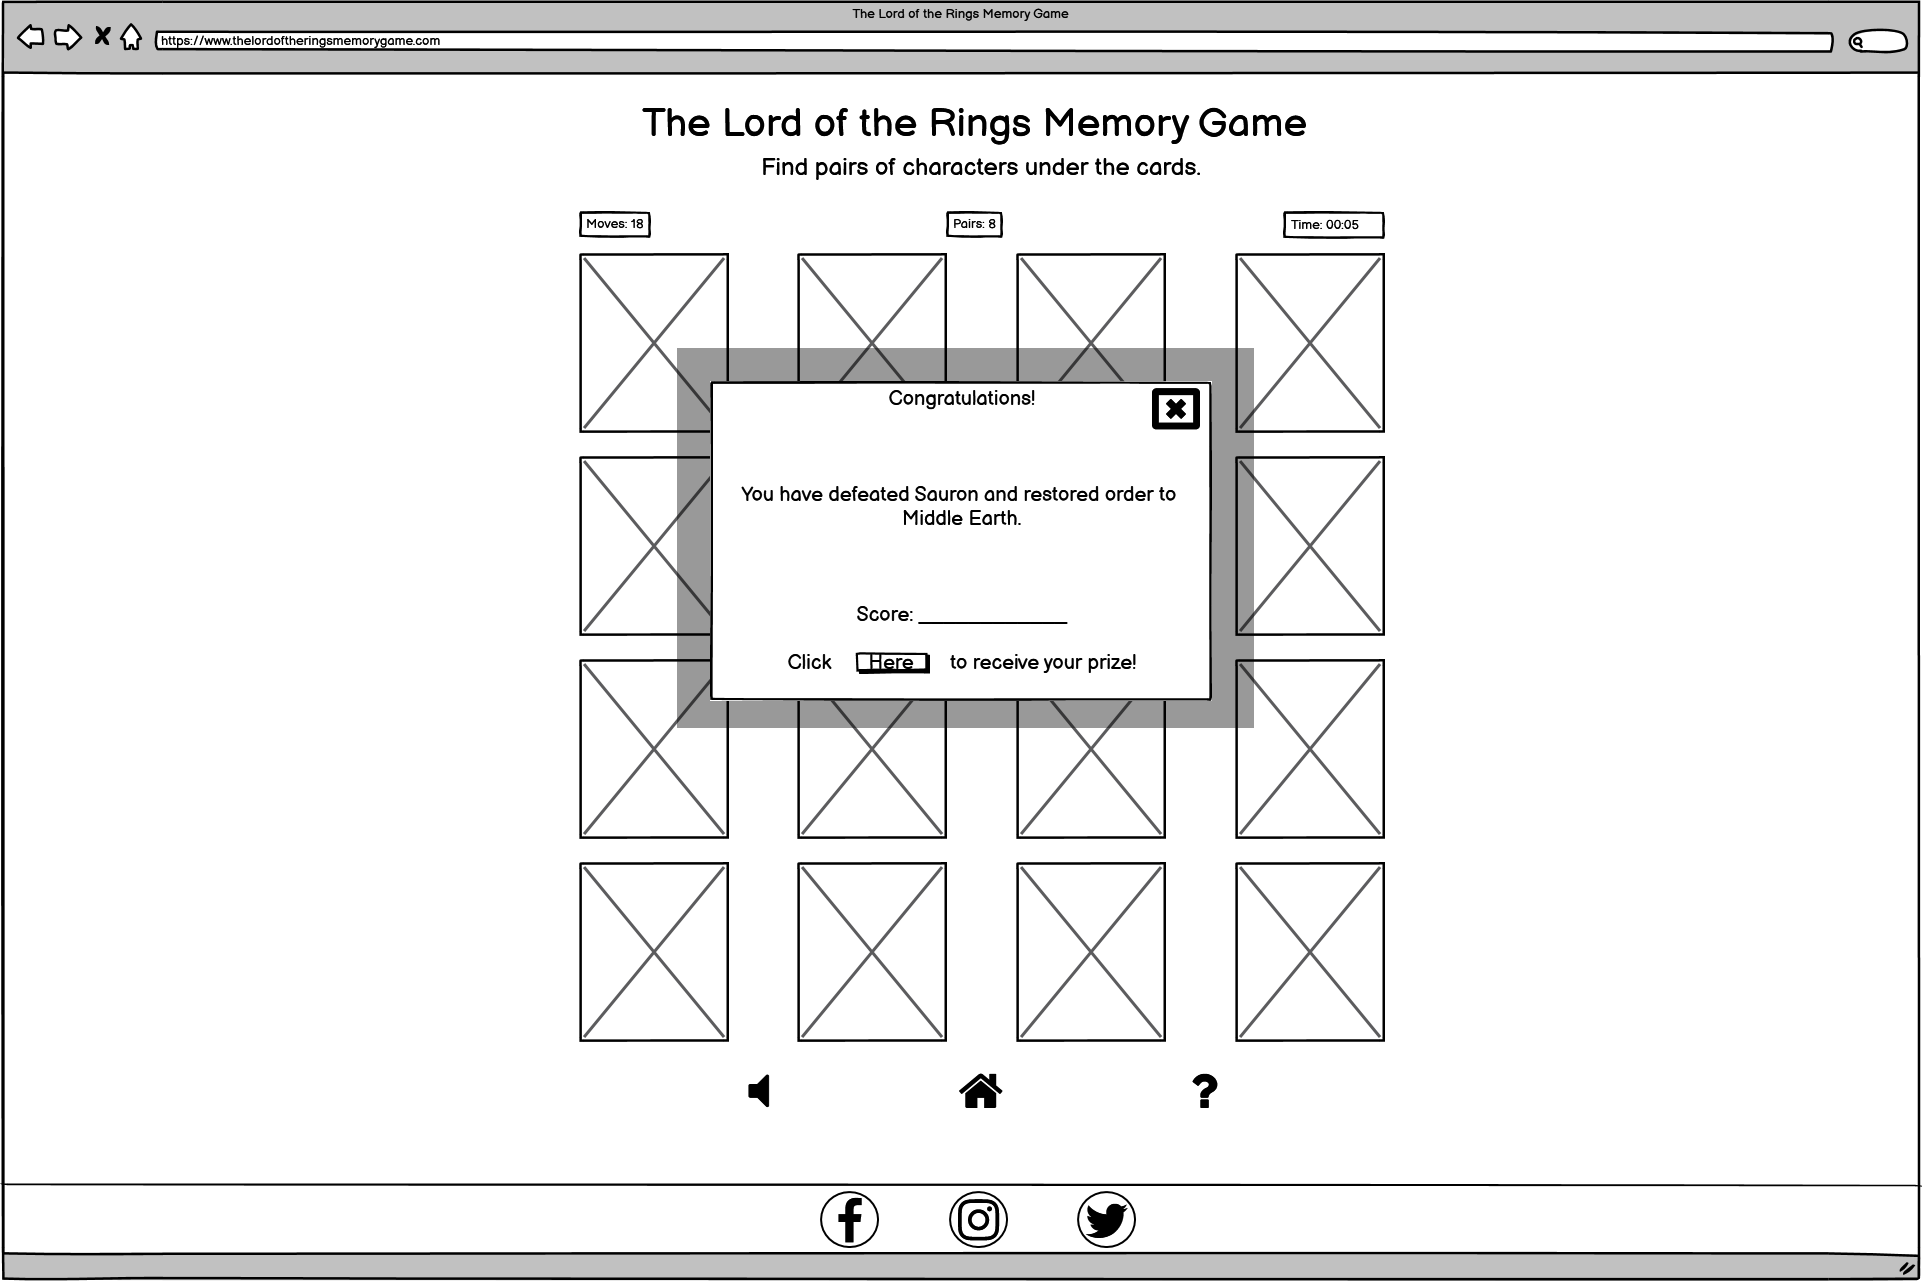 The Lord of the Rings Memory Game
https://www.thelordoftheringsmemorygame.com
The Lord of the Rings Memory Game
Find pairs of characters under the cards.
Moves: 18
Pairs: 8
Time: 00:05
Congratulations!
You have defeated Sauron and restored order to
Middle Earth.
Score: ______________
Click Here to receive your prize!